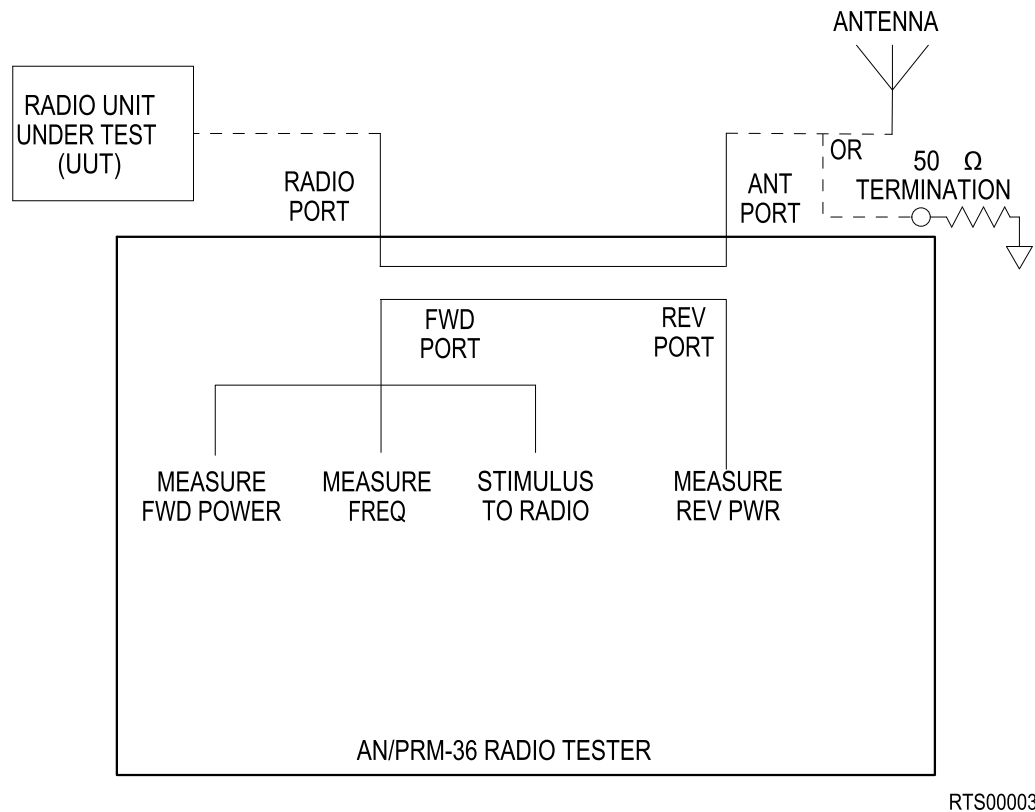 ANTENNA
RADIO UNIT
UNDER TEST
(UUT)
OR
50 Ω
TERMINATION
RADIO
PORT
ANT
PORT
FWD
PORT
REV
PORT
MEASURE
FWD POWER
MEASURE
FREQ
STIMULUS
TO RADIO
MEASURE
REV PWR
AN/PRM-36 RADIO TESTER
RTS00003